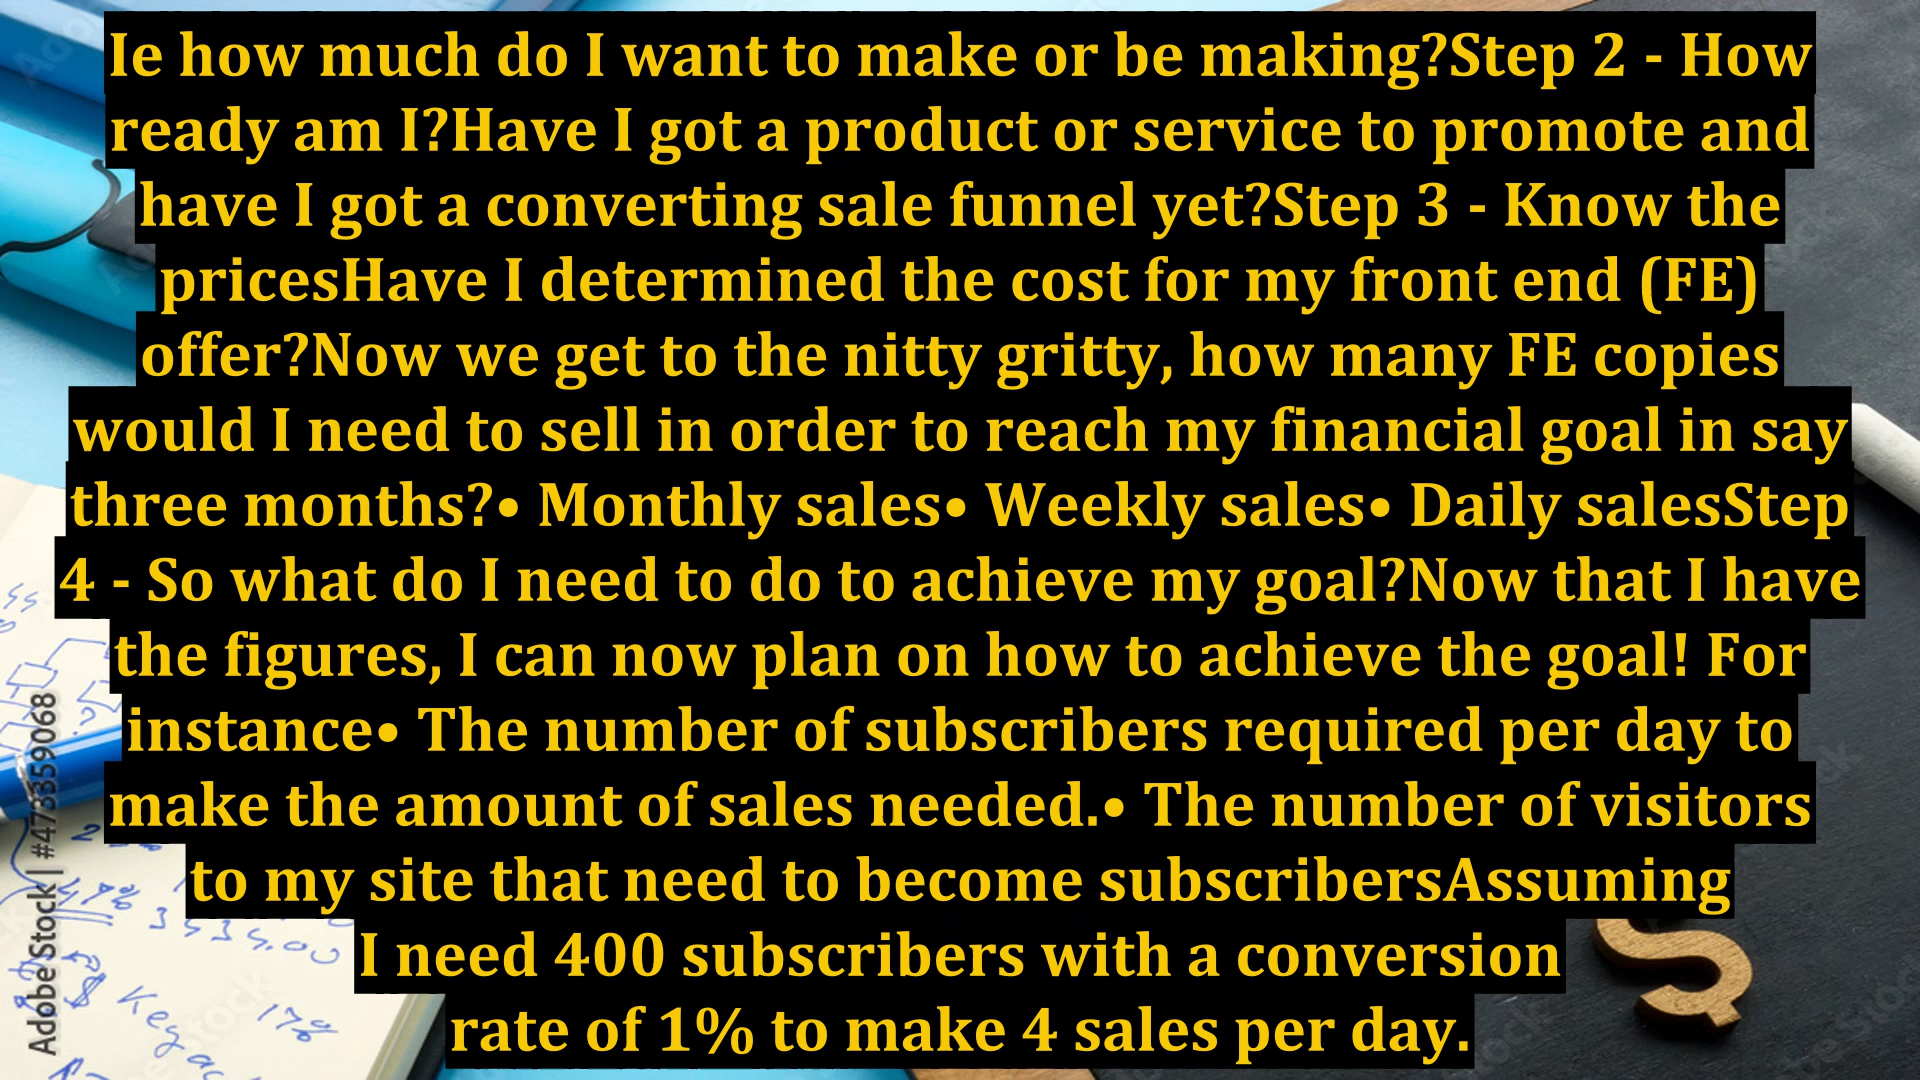 Ie how much do I want to make or be making?Step 2 - How
ready am I?Have I got a product or service to promote and
have I got a converting sale funnel yet?Step 3 - Know the
pricesHave I determined the cost for my front end (FE)
offer?Now we get to the nitty gritty, how many FE copies
would I need to sell in order to reach my financial goal in say
three months?• Monthly sales• Weekly sales• Daily salesStep
4 - So what do I need to do to achieve my goal?Now that I have
the figures, I can now plan on how to achieve the goal! For
instance• The number of subscribers required per day to
make the amount of sales needed.• The number of visitors
to my site that need to become subscribersAssuming
I need 400 subscribers with a conversion
rate of 1% to make 4 sales per day.
Adobe Stock | #473359068
17%
$